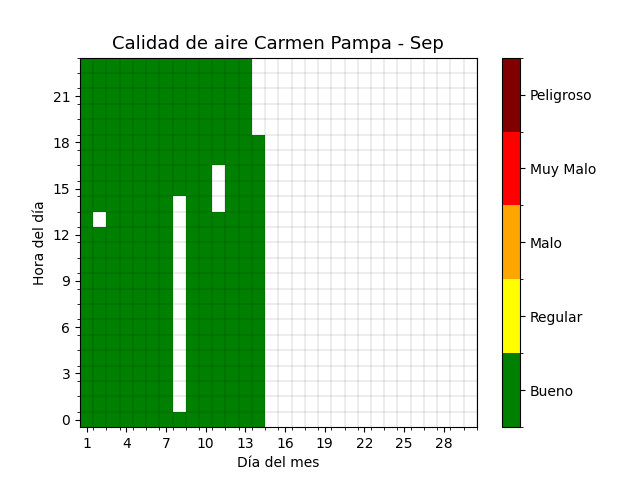 Calidad de aire Carmen Pampa - Sep
Hora del día
21
18
15
12
9
6
3
0
1 4 7 10 13 16 19 22 25 28
Día del mes
Peligroso
Muy Malo
Malo
Regular
Bueno